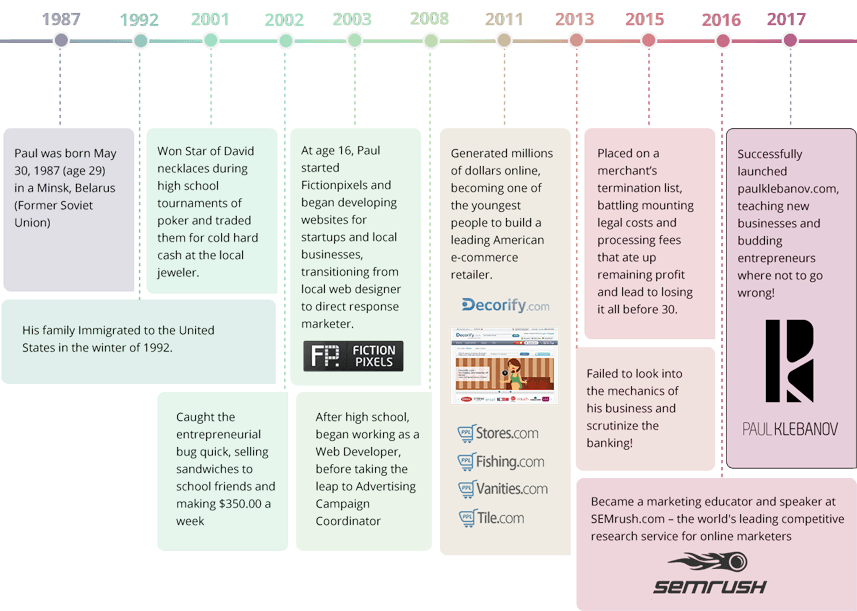 1987
1992
2001
2002
2003
2008
2011
2013
2015
2016
2017
Paul was born May
30, 1987 (age 29)
in a Minsk, Belarus
(Former Soviet
Union)
His family Immigrated to the United
States in the winter of 1992.
Won Star of David
necklaces during
high school
tournaments of
poker and traded
them for cold hard
cash at the local
jeweler.
Caught the
entrepreneurial
bug quick, selling
sandwiches to
school friends and
making $350.00 a
week
At age 16, Paul
started
Fictionpixels and
began developing
websites for
startups and local
businesses,
transitioning from
local web designer
to direct response
marketer.
FP FICTION
PIXELS
After high school,
began working as a
Web Developer,
before taking the
leap to Advertising
Campaign
Coordinator
Generated millions
of dollars online,
becoming one of
the youngest
people to build a
leading American
e-commerce
retailer.
Decorify.com
Decorify
PPL Stores.com
PPL Fishing.com
PPL Vanities.com
PPL Tile.com
Failed to look into
the mechanics of
his business and
scrutinize the
banking!
Placed on a
merchant's
termination list,
battling mounting
legal costs and
processing fees
that ate up
remaining profit
and lead to losing
it all before 30.
Became a marketing educator and speaker at
SEMrush.com – the world's leading competitive
research service for online marketers
semrush
Successfully
launched
paulklebanov.com,
teaching new
businesses and
budding
entrepreneurs
where not to go
wrong!
PAUL KLEBANOV